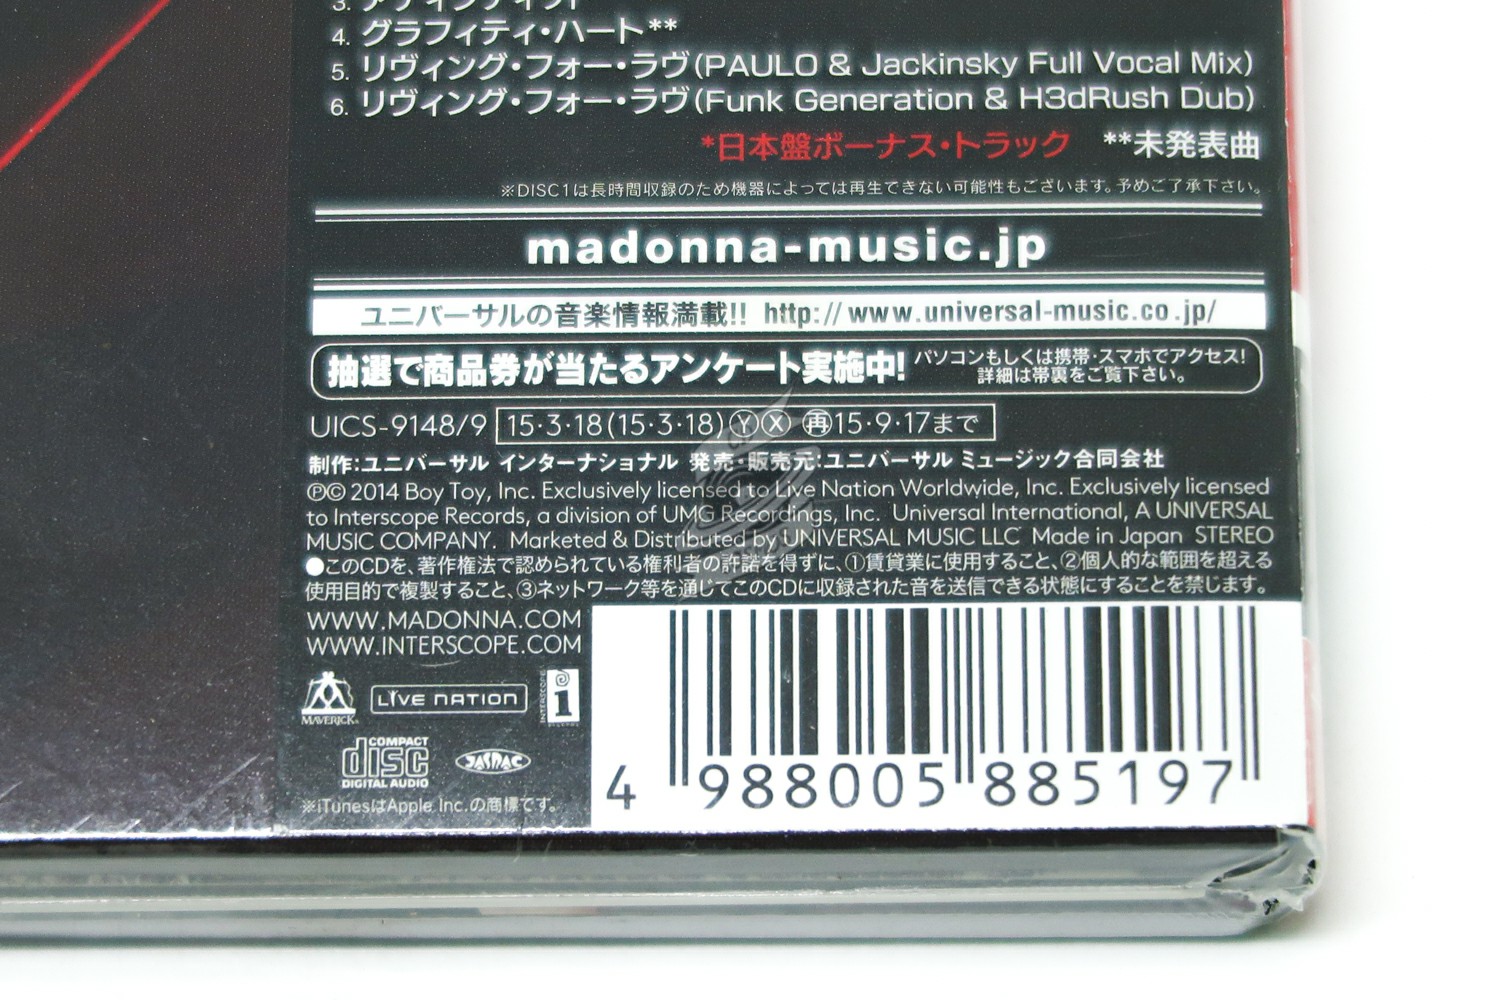 4. グラフィティ・ハート**
5. リヴィング・フォー・ラヴ(PAULO & Jackinsky Full Vocal Mix)
6. リヴィング・フォー・ラヴ(Funk Generation & H3dRush Dub)
*日本盤ボーナス・トラック **未発表曲
※DISC1は長時間収録のため機器によっては再生できない可能性もございます。予めご了承下さい。
madonna-music.jp
ユニバーサルの音楽情報満載!! http://www.universal-music.co.jp/
抽選で商品券が当たるアンケート実施中! パソコンもしくは携帯・スマホでアクセス!
詳細は帯裏をご覧下さい。
UICS-9148/9 15・3・18(15・3・18)ⓎⓍ ㊢15・9・17まで
制作:ユニバーサル インターナショナル 発売・販売元:ユニバーサル ミュージック合同会社
℗© 2014 Boy Toy, Inc. Exclusively licensed to Live Nation Worldwide, Inc. Exclusively licensed
to Interscope Records, a division of UMG Recordings, Inc. Universal International, A UNIVERSAL
MUSIC COMPANY. Marketed & Distributed by UNIVERSAL MUSIC LLC Made in Japan STEREO
●このCDを、著作権法で認められている権利者の許諾を得ずに、①賃貸業に使用すること、②個人的な範囲を超える
使用目的で複製すること、③ネットワーク等を通じてこのCDに収録された音を送信できる状態にすることを禁じます。
WWW.MADONNA.COM
WWW.INTERSCOPE.COM
MAVERICK LIVE NATION INTERSCOPE i
COMPACT
disc
DIGITAL AUDIO
JASRAC
※iTunesはApple Inc.の商標です。
4 988005 885197